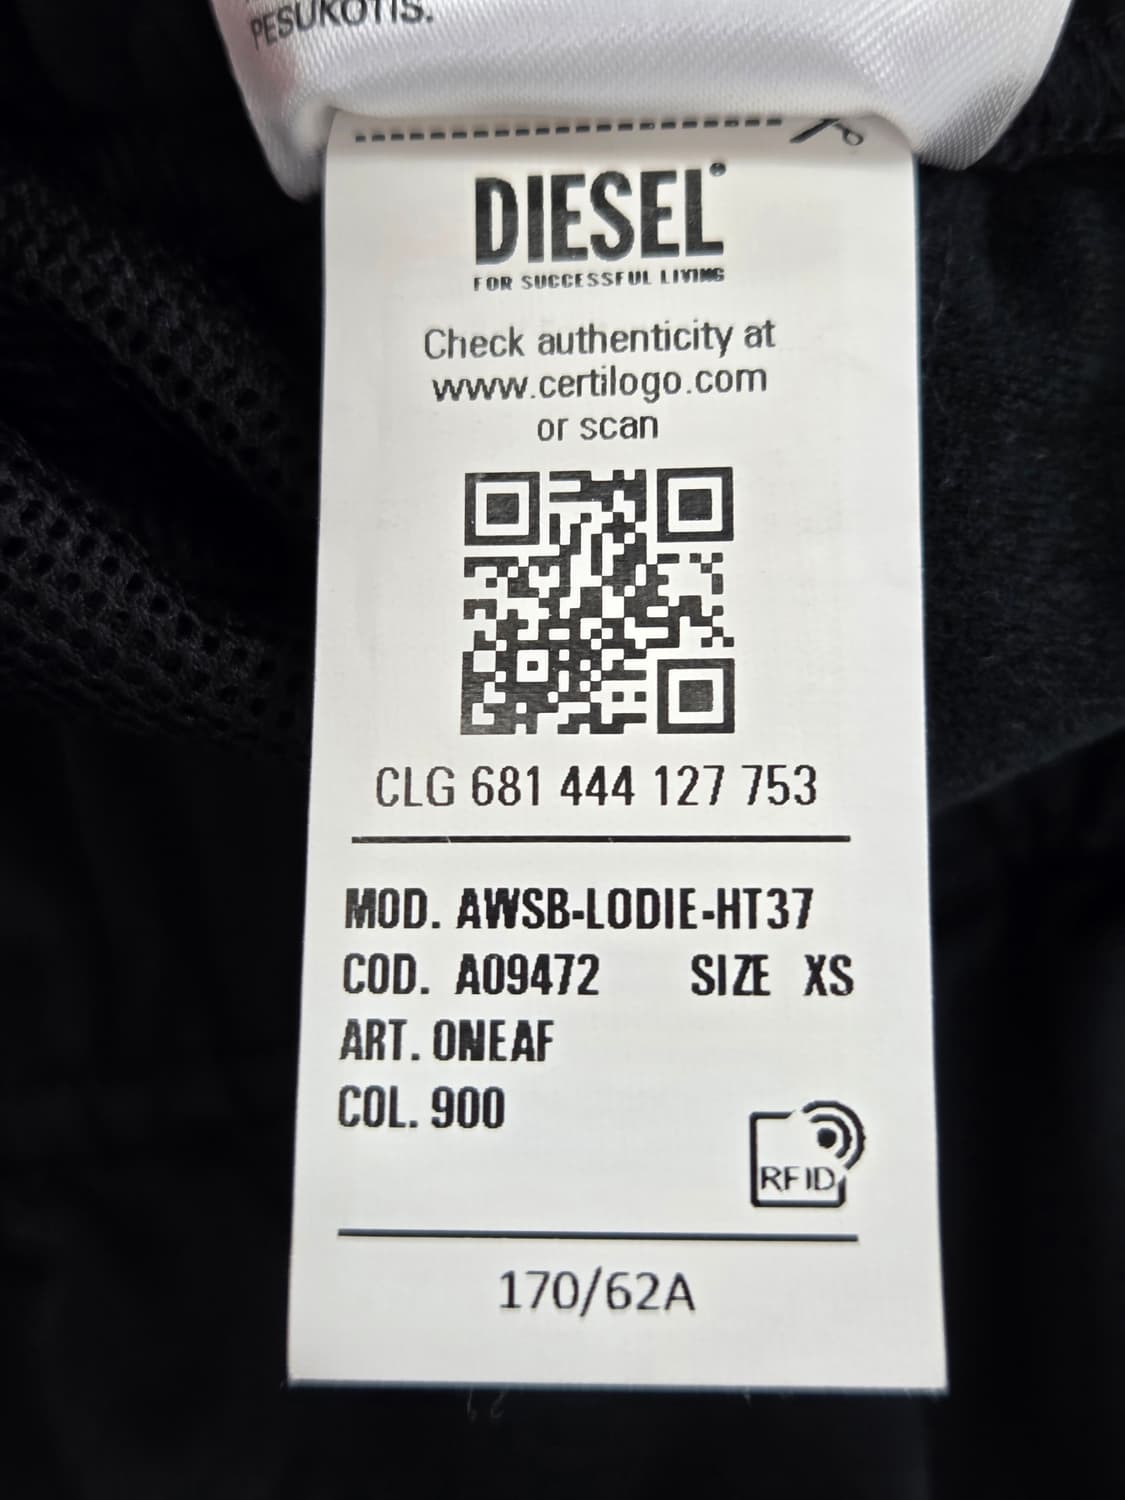 PESUKOTIS.
DIESEL®
FOR SUCCESSFUL LIVING
Check authenticity at
www.certilogo.com
or scan
CLG 681 444 127 753
MOD. AWSB-LODIE-HT37
COD. A09472 SIZE XS
ART. 0NEAF
COL. 900
RFID
170/62A